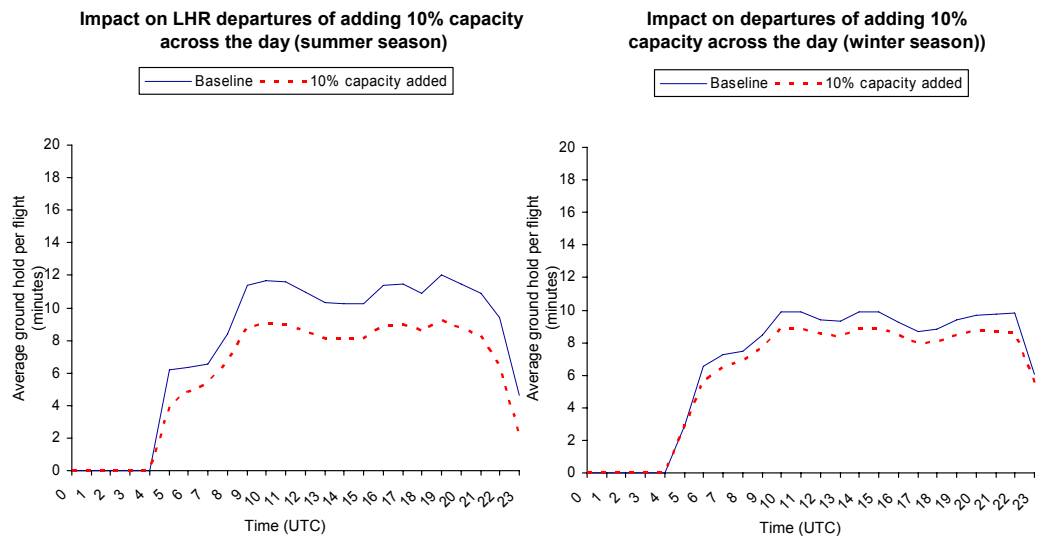 Impact on LHR departures of adding 10% capacity
across the day (summer season)
Baseline 10% capacity added
20
18
16
14
12
10
8
6
4
2
0
Average ground hold per flight
(minutes)
0 1 2 3 4 5 6 7 8 9 10 11 12 13 14 15 16 17 18 19 20 21 22 23
Time (UTC)
Impact on departures of adding 10%
capacity across the day (winter season))
Baseline 10% capacity added
20
18
16
14
12
10
8
6
4
2
0
Average ground hold per flight
(minutes)
0 1 2 3 4 5 6 7 8 9 10 11 12 13 14 15 16 17 18 19 20 21 22 23
Time (UTC)